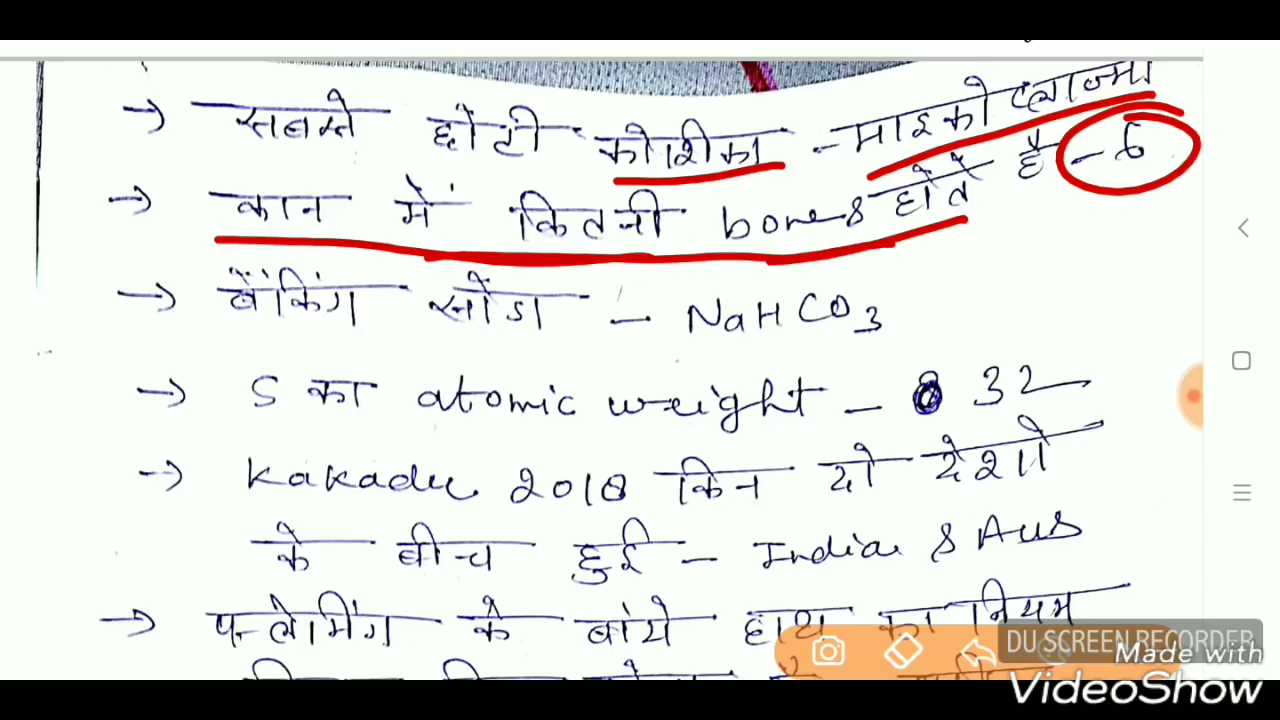 → सबसे छोटी कोशीका - माइकोप्लाज्मा
→ कान में कितनी bones होते है - 6
→ बैंकिंग सोडा - NaHCO3
→ S का atomic weight - 32
→ Kakadu 2018 किन दो देशो
के बीच हुई - India & Aus
→ फ्लेमिंग के बांये हाथ का नियम
DU SCREEN RECORDER
Made with
VideoShow